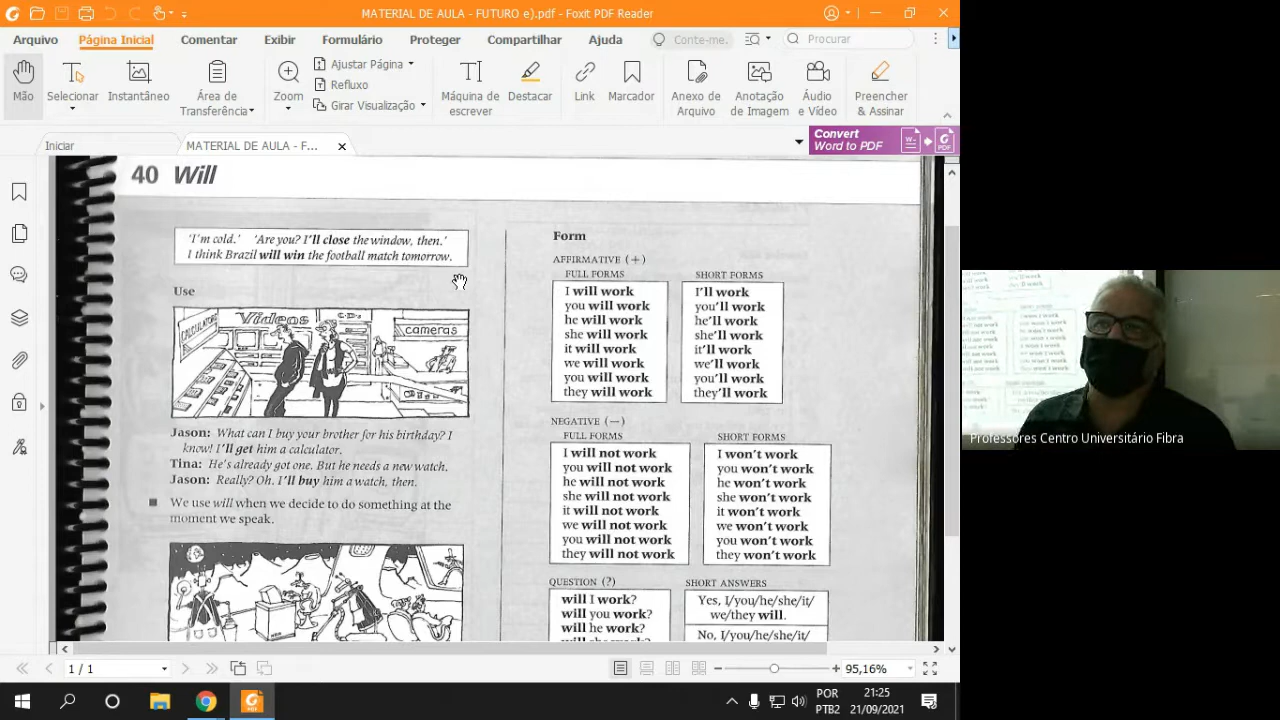 MATERIAL DE AULA - FUTURO e).pdf - Foxit PDF Reader
Arquivo Página Inicial Comentar Exibir Formulário Proteger Compartilhar Ajuda Conte-me. Procurar
Mão Selecionar Instantâneo Área de Transferência Zoom Ajustar Página Refluxo Girar Visualização Máquina de escrever Destacar Link Marcador Anexo de Arquivo Anotação de Imagem Áudio e Vídeo Preencher & Assinar
Iniciar MATERIAL DE AULA - F...
Convert
Word to PDF
40 Will
'I'm cold.' 'Are you? I'll close the window, then.'
I think Brazil will win the football match tomorrow.
Use
Videos
cameras
Jason: What can I buy your brother for his birthday? I
know! I'll get him a calculator.
Tina: He's already got one. But he needs a new watch.
Jason: Really? Oh. I'll buy him a watch, then.
We use will when we decide to do something at the
moment we speak.
Form
AFFIRMATIVE (+)
FULL FORMS
I will work
you will work
he will work
she will work
it will work
we will work
you will work
they will work
SHORT FORMS
I'll work
you'll work
he'll work
she'll work
it'll work
we'll work
you'll work
they'll work
NEGATIVE (—)
FULL FORMS
I will not work
you will not work
he will not work
she will not work
it will not work
we will not work
you will not work
they will not work
SHORT FORMS
I won't work
you won't work
he won't work
she won't work
it won't work
we won't work
you won't work
they won't work
QUESTION (?)
will I work?
will you work?
will he work?
SHORT ANSWERS
Yes, I/you/he/she/it/
we/they will.
No, I/you/he/she/it/
Professores Centro Universitário Fibra
1 / 1
95,16%
POR
PTB2
21:25
21/09/2021